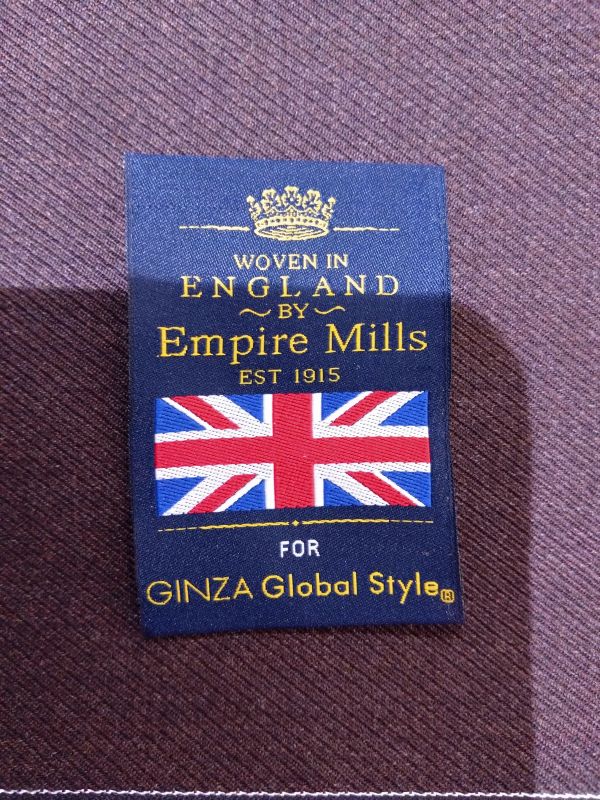 WOVEN IN
ENGLAND
~BY~
Empire Mills
EST 1915
FOR
GINZA Global Style®